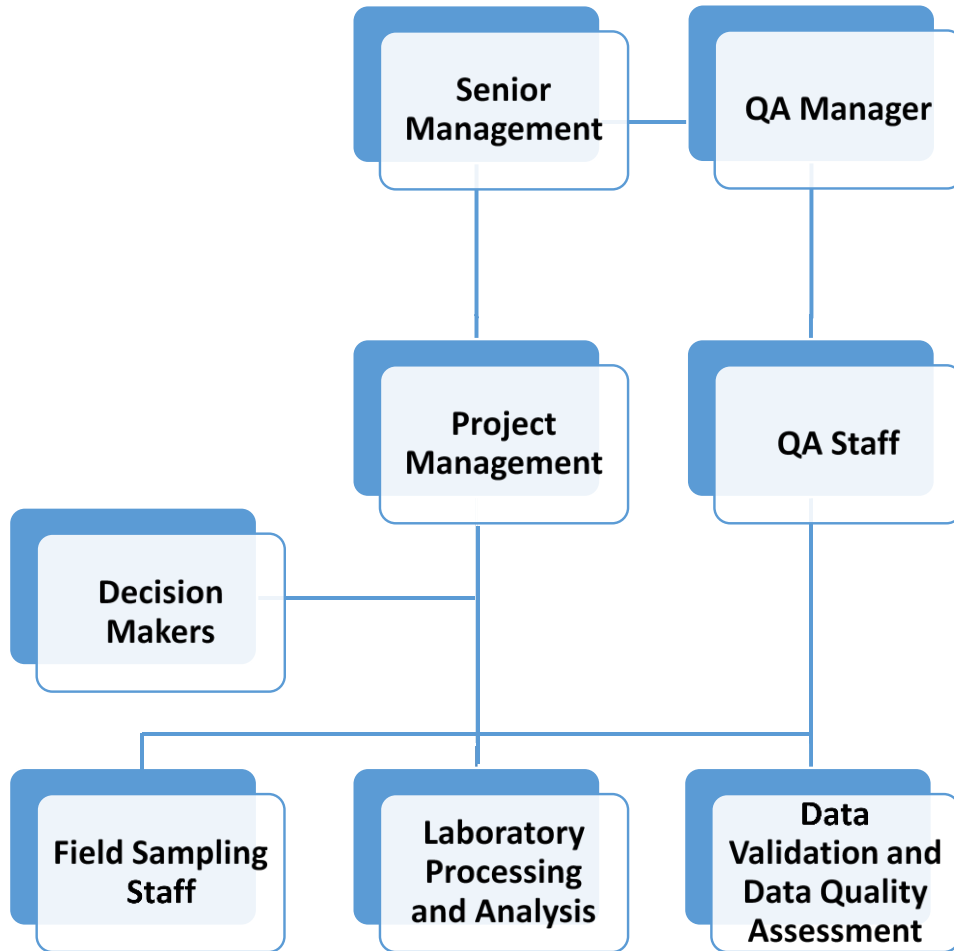 Senior
Management
QA Manager
Project
Management
QA Staff
Decision
Makers
Field Sampling
Staff
Laboratory
Processing
and Analysis
Data
Validation and
Data Quality
Assessment